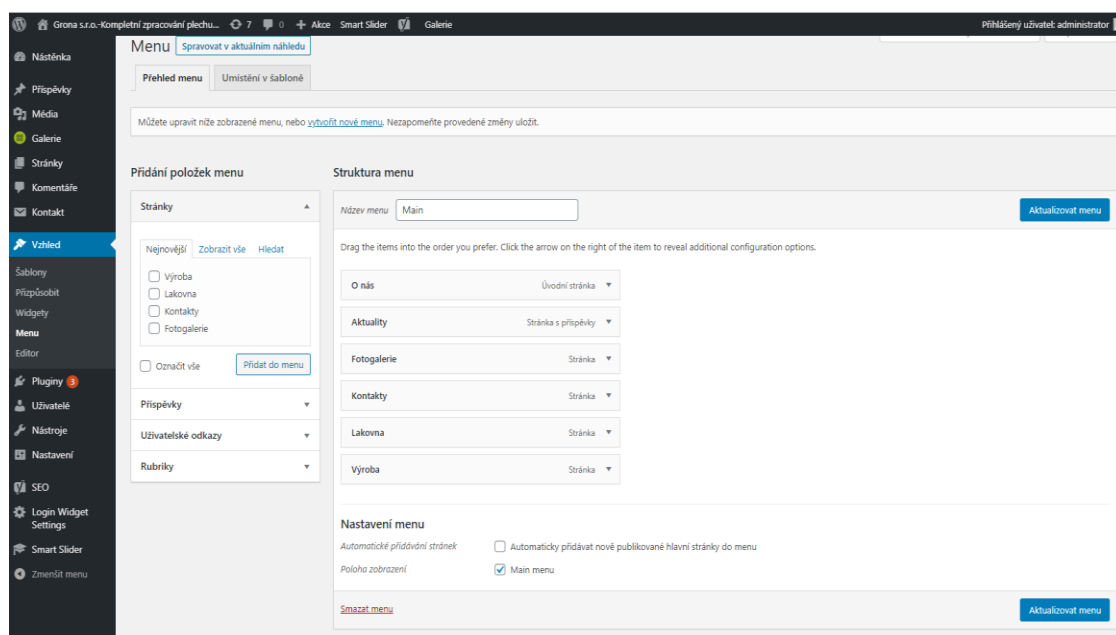 Grona s.r.o.-Kompletní zpracování plechu... 7 0 Akce Smart Slider Galerie Přihlášený uživatel: administrator
Nástěnka
Příspěvky
Média
Galerie
Stránky
Komentáře
Kontakt
Vzhled
Šablony
Přizpůsobit
Widgety
Menu
Editor
Pluginy 3
Uživatelé
Nástroje
Nastavení
SEO
Login Widget
Settings
Smart Slider
Zmenšit menu
Menu Spravovat v aktuálním náhledu
Přehled menu Umístění v šabloně
Můžete upravit níže zobrazené menu, nebo vytvořit nové menu. Nezapomeňte provedené změny uložit.
Přidání položek menu
Stránky
Nejnovější Zobrazit vše Hledat
Výroba
Lakovna
Kontakty
Fotogalerie
Označit vše Přidat do menu
Příspěvky
Uživatelské odkazy
Rubriky
Struktura menu
Název menu Main Aktualizovat menu
Drag the items into the order you prefer. Click the arrow on the right of the item to reveal additional configuration options.
O nás Úvodní stránka
Aktuality Stránka s příspěvky
Fotogalerie Stránka
Kontakty Stránka
Lakovna Stránka
Výroba Stránka
Nastavení menu
Automatické přidávání stránek Automaticky přidávat nově publikované hlavní stránky do menu
Poloha zobrazení Main menu
Smazat menu Aktualizovat menu